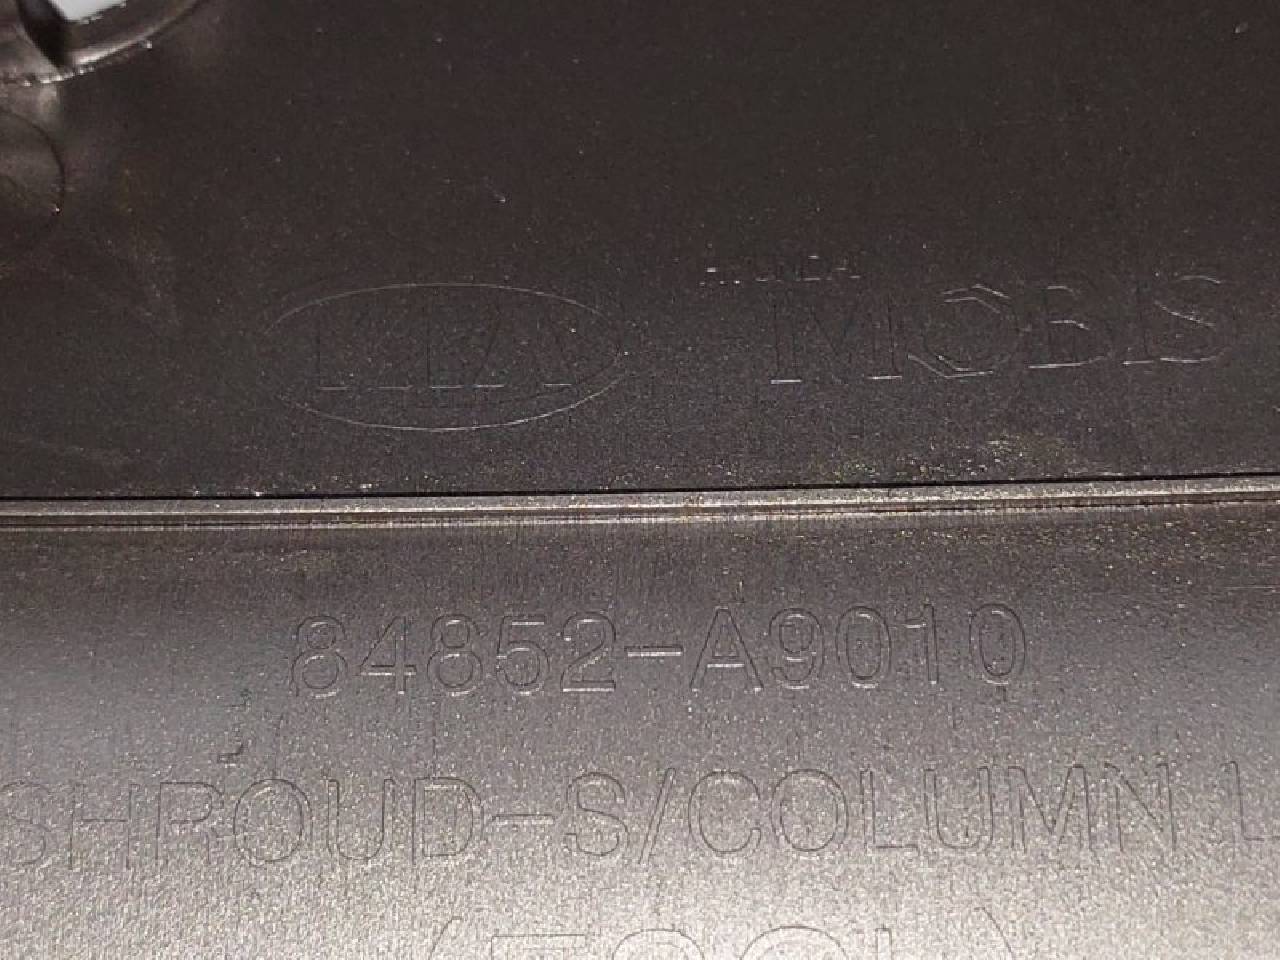 KIA MOBIS
84852-A9010
SHROUD-S/COLUMN L